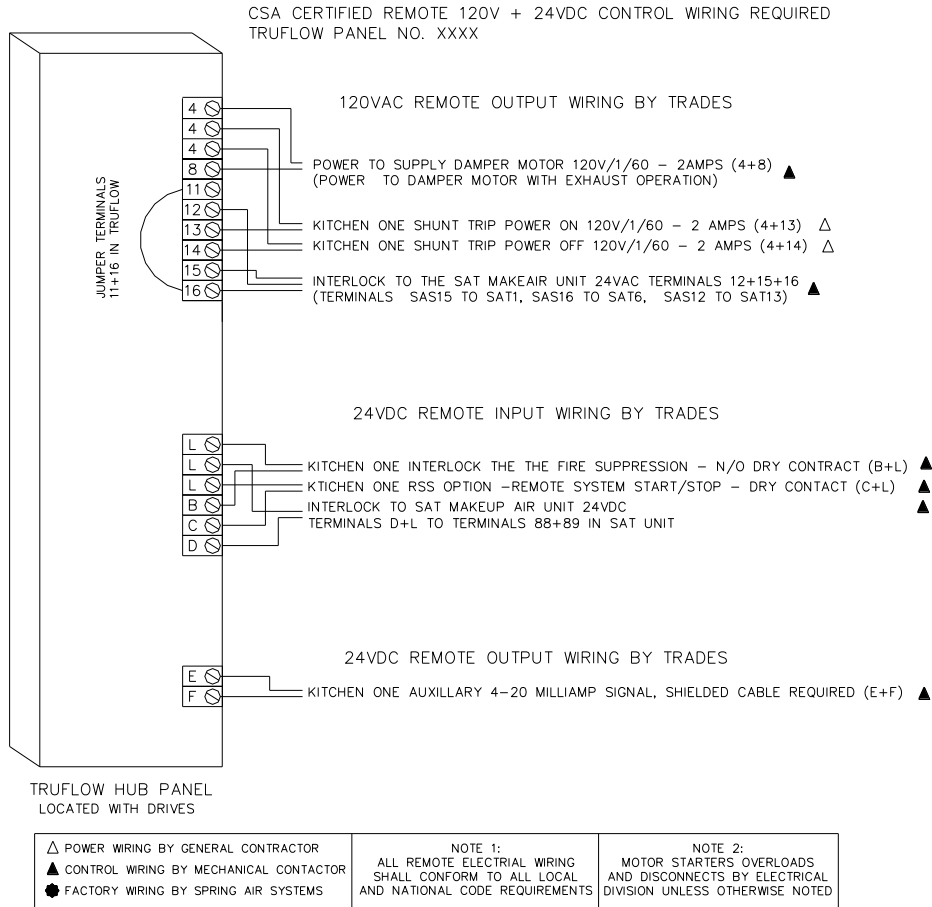 CSA CERTIFIED REMOTE 120V + 24VDC CONTROL WIRING REQUIRED
TRUFLOW PANEL NO. XXXX
120VAC REMOTE OUTPUT WIRING BY TRADES
4
4
4
8
11
12
13
14
15
16
JUMPER TERMINALS
11+16 IN TRUFLOW
POWER TO SUPPLY DAMPER MOTOR 120V/1/60 - 2AMPS (4+8)
(POWER TO DAMPER MOTOR WITH EXHAUST OPERATION)
KITCHEN ONE SHUNT TRIP POWER ON 120V/1/60 - 2 AMPS (4+13)
KITCHEN ONE SHUNT TRIP POWER OFF 120V/1/60 - 2 AMPS (4+14)
INTERLOCK TO THE SAT MAKEAIR UNIT 24VAC TERMINALS 12+15+16
(TERMINALS SAS15 TO SAT1, SAS16 TO SAT6, SAS12 TO SAT13)
24VDC REMOTE INPUT WIRING BY TRADES
L
L
L
B
C
D
KITCHEN ONE INTERLOCK THE THE FIRE SUPPRESSION - N/O DRY CONTRACT (B+L)
KTICHEN ONE RSS OPTION -REMOTE SYSTEM START/STOP - DRY CONTACT (C+L)
INTERLOCK TO SAT MAKEUP AIR UNIT 24VDC
TERMINALS D+L TO TERMINALS 88+89 IN SAT UNIT
24VDC REMOTE OUTPUT WIRING BY TRADES
E
F
KITCHEN ONE AUXILLARY 4-20 MILLIAMP SIGNAL, SHIELDED CABLE REQUIRED (E+F)
TRUFLOW HUB PANEL
LOCATED WITH DRIVES
POWER WIRING BY GENERAL CONTRACTOR
CONTROL WIRING BY MECHANICAL CONTACTOR
FACTORY WIRING BY SPRING AIR SYSTEMS
NOTE 1:
ALL REMOTE ELECTRIAL WIRING
SHALL CONFORM TO ALL LOCAL
AND NATIONAL CODE REQUIREMENTS
NOTE 2:
MOTOR STARTERS OVERLOADS
AND DISCONNECTS BY ELECTRICAL
DIVISION UNLESS OTHERWISE NOTED